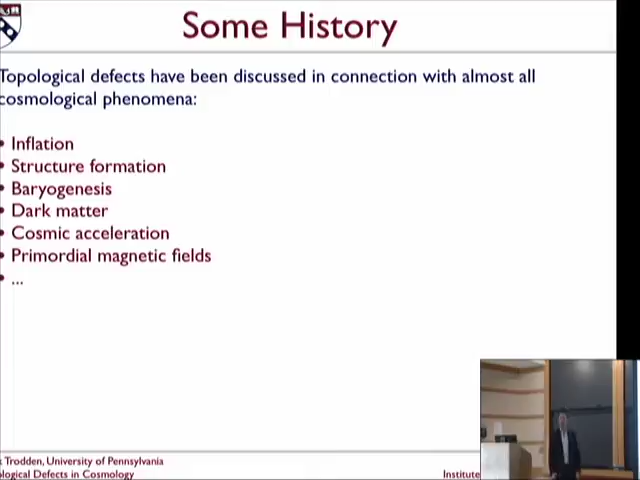 Some History
Topological defects have been discussed in connection with almost all
cosmological phenomena:
• Inflation
• Structure formation
• Baryogenesis
• Dark matter
• Cosmic acceleration
• Primordial magnetic fields
• ...
Trodden, University of Pennsylvania
ological Defects in Cosmology
Institute